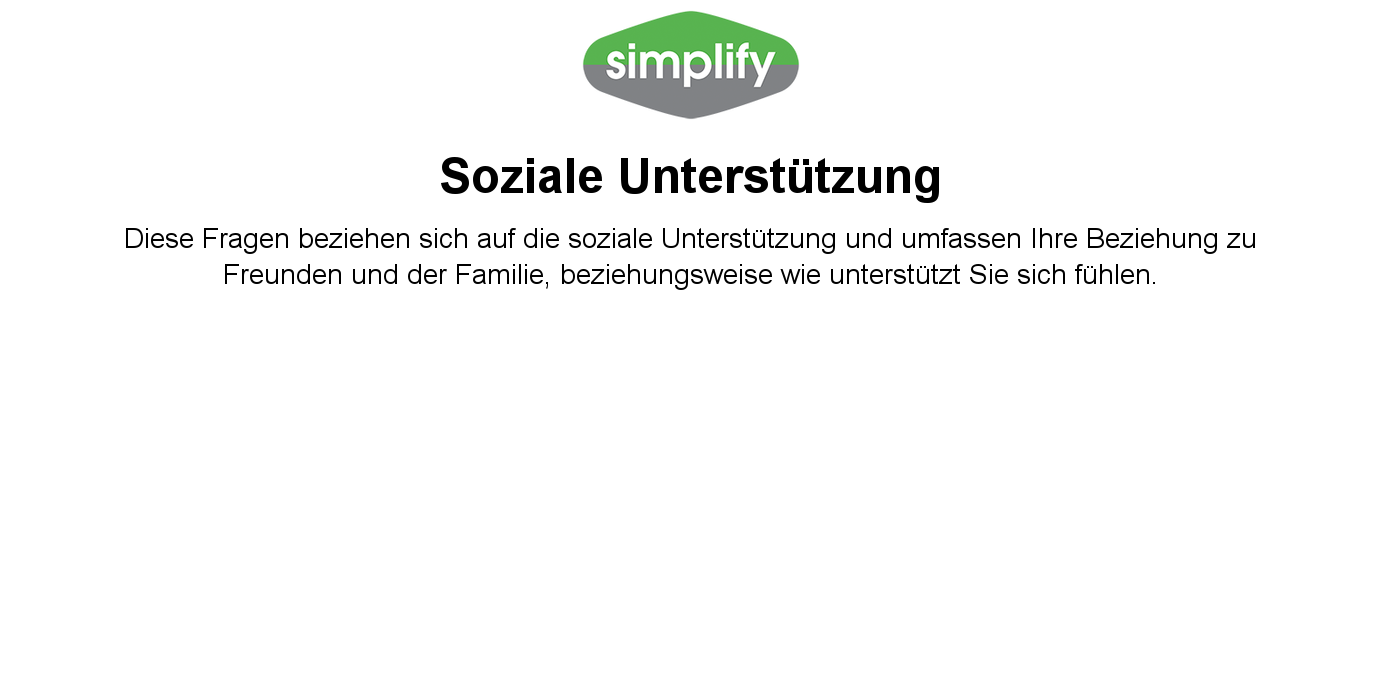 simplify
Soziale Unterstützung
Diese Fragen beziehen sich auf die soziale Unterstützung und umfassen Ihre Beziehung zu
Freunden und der Familie, beziehungsweise wie unterstützt Sie sich fühlen.